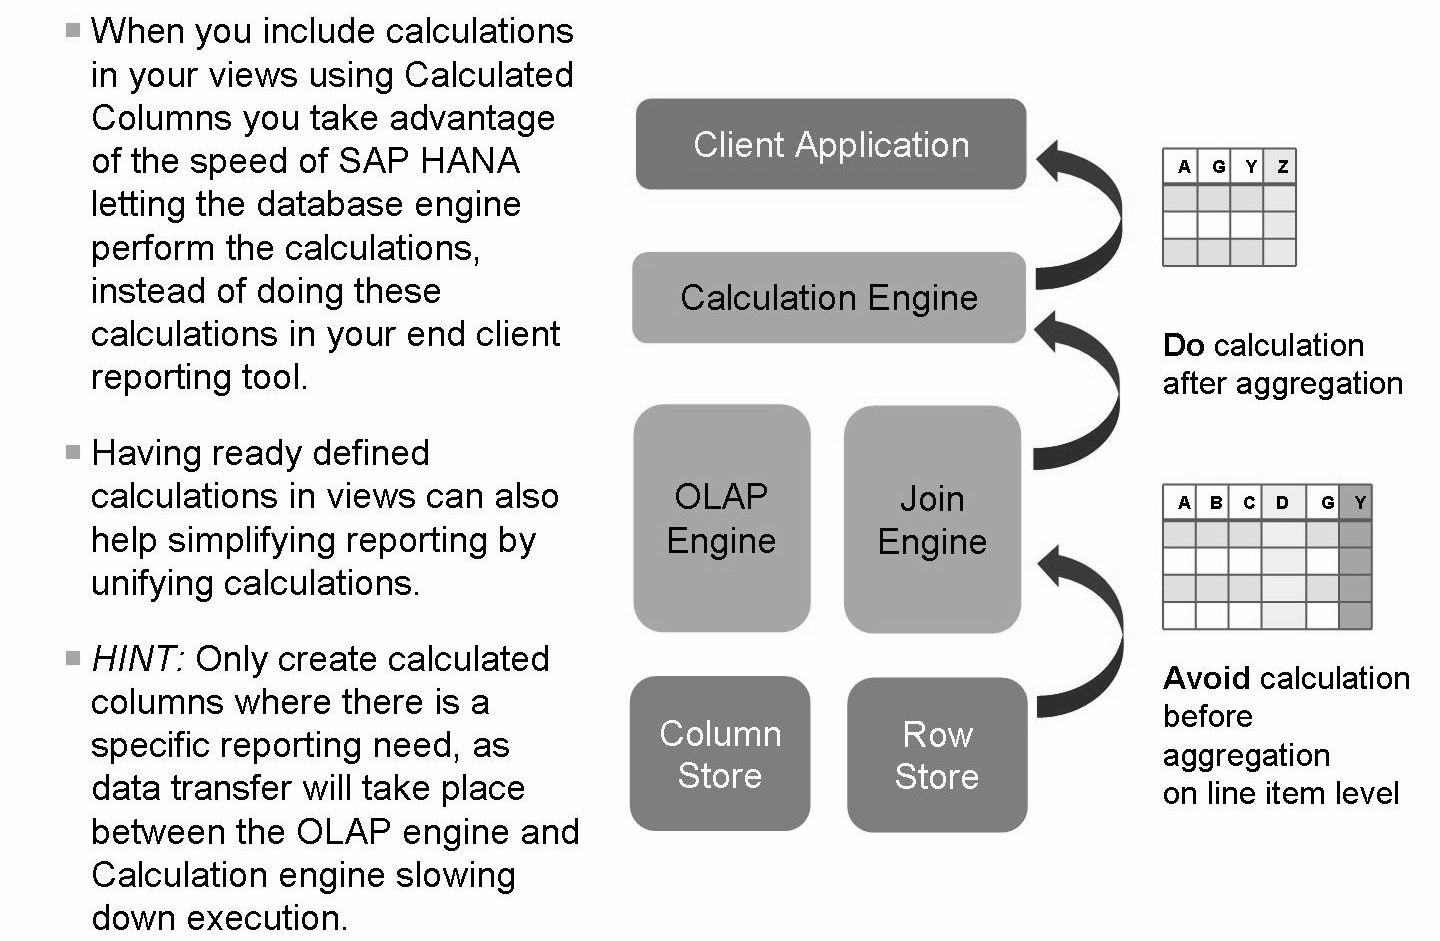 When you include calculations
in your views using Calculated
Columns you take advantage
of the speed of SAP HANA
letting the database engine
perform the calculations,
instead of doing these
calculations in your end client
reporting tool.
Having ready defined
calculations in views can also
help simplifying reporting by
unifying calculations.
HINT: Only create calculated
columns where there is a
specific reporting need, as
data transfer will take place
between the OLAP engine and
Calculation engine slowing
down execution.
Client Application
Calculation Engine
OLAP
Engine
Join
Engine
Column
Store
Row
Store
A G Y Z
Do calculation
after aggregation
A B C D G Y
Avoid calculation
before
aggregation
on line item level